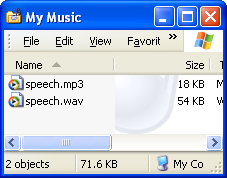 My Music
File Edit View Favorit »
Name Size
speech.mp3 18 KB
speech.wav 54 KB
2 objects 71.6 KB My Co